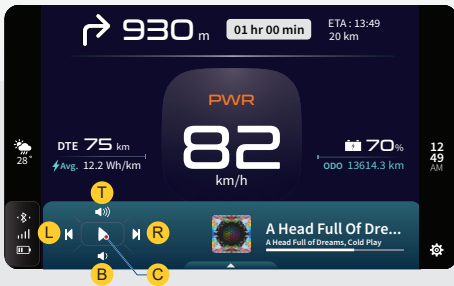 930 m
01 hr 00 min
ETA : 13:49
20 km
PWR
82
km/h
DTE 75 km
Avg. 12.2 Wh/km
70%
ODO 13614.3 km
28°
12
49
AM
T
L
R
B
C
A Head Full Of Dre...
A Head Full of Dreams, Cold Play